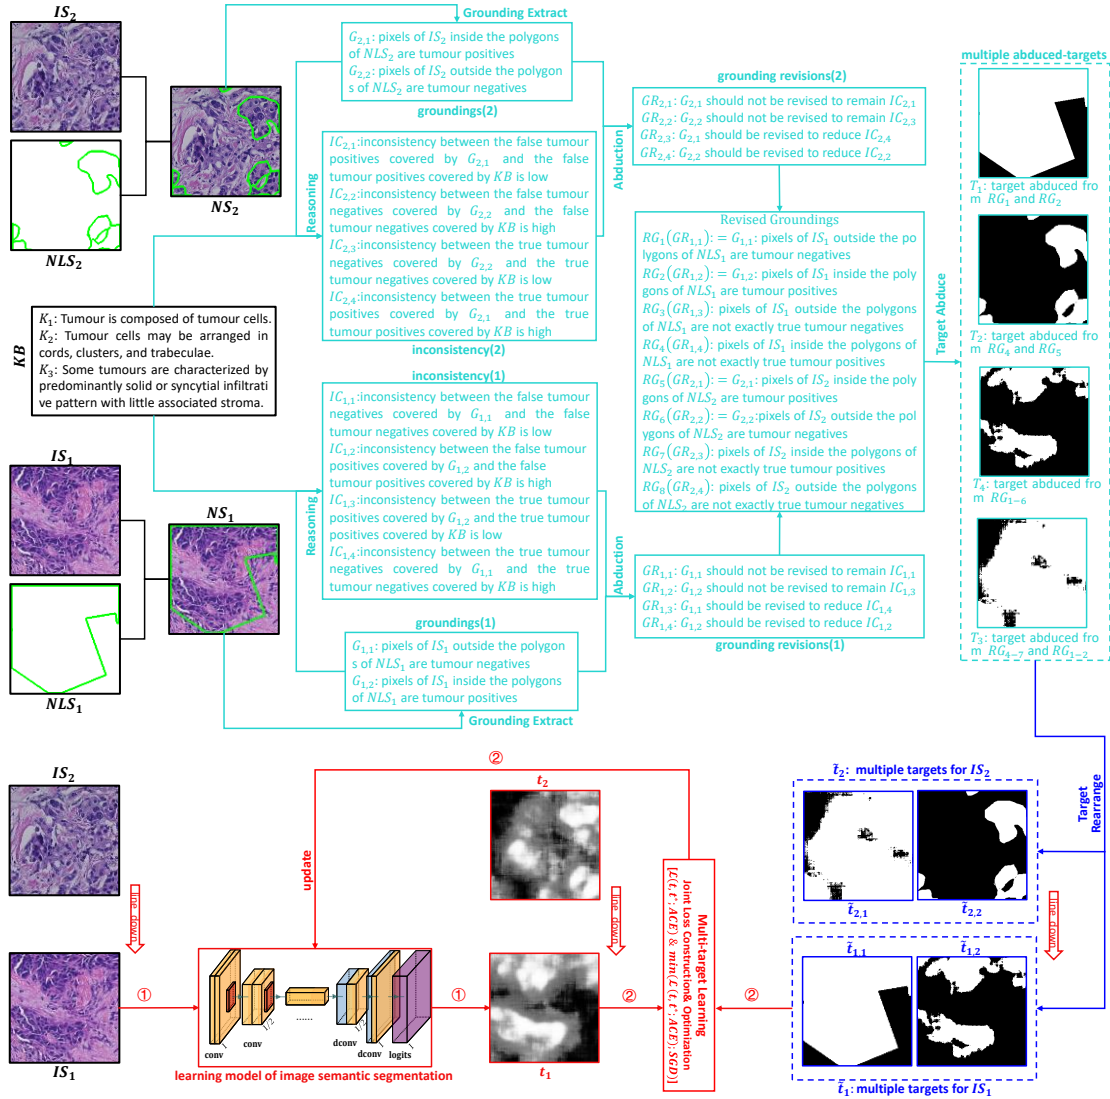 IS₂
NLS₂
NS₂
Grounding Extract
G₂,₁: pixels of IS₂ inside the polygons
of NLS₂ are tumour positives
G₂,₂: pixels of IS₂ outside the polygon
s of NLS₂ are tumour negatives
groundings(2)
Reasoning
IC₂,₁:inconsistency between the false tumour
positives covered by G₂,₁ and the false
tumour positives covered by KB is low
IC₂,₂:inconsistency between the false tumour
negatives covered by G₂,₂ and the false
tumour negatives covered by KB is high
IC₂,₃:inconsistency between the true tumour
negatives covered by G₂,₂ and the true
tumour negatives covered by KB is low
IC₂,₄:inconsistency between the true tumour
positives covered by G₂,₁ and the true
tumour positives covered by KB is high
inconsistency(2)
Abduction
grounding revisions(2)
GR₂,₁: G₂,₁ should not be revised to remain IC₂,₁
GR₂,₂: G₂,₂ should not be revised to remain IC₂,₃
GR₂,₃: G₂,₁ should be revised to reduce IC₂,₄
GR₂,₄: G₂,₂ should be revised to reduce IC₂,₂
KB
K₁: Tumour is composed of tumour cells.
K₂: Tumour cells may be arranged in
cords, clusters, and trabeculae.
K₃: Some tumours are characterized by
predominantly solid or syncytial infiltrat
ive pattern with little associated stroma.
Revised Groundings
RG₁(GR₁,₁): = G₁,₁: pixels of IS₁ outside the po
lygons of NLS₁ are tumour negatives
RG₂(GR₁,₂): = G₁,₂: pixels of IS₁ inside the poly
gons of NLS₁ are tumour positives
RG₃(GR₁,₃): pixels of IS₁ outside the polygons
of NLS₁ are not exactly true tumour negatives
RG₄(GR₁,₄): pixels of IS₁ inside the polygons of
NLS₁ are not exactly true tumour positives
RG₅(GR₂,₁): = G₂,₁: pixels of IS₂ inside the poly
gons of NLS₂ are tumour positives
RG₆(GR₂,₂): = G₂,₂:pixels of IS₂ outside the pol
ygons of NLS₂ are tumour negatives
RG₇(GR₂,₃): pixels of IS₂ inside the polygons of
NLS₂ are not exactly true tumour positives
RG₈(GR₂,₄): pixels of IS₂ outside the polygons
of NLS₂ are not exactly true tumour negatives
Target Abduce
multiple abduced-targets
T₁: target abduced fro
m RG₁ and RG₂
T₂: target abduced fro
m RG₄ and RG₅
T₄: target abduced fro
m RG₁₋₆
T₃: target abduced fro
m RG₄₋₇ and RG₁₋₂
IS₁
NLS₁
NS₁
inconsistency(1)
Reasoning
IC₁,₁:inconsistency between the false tumour
negatives covered by G₁,₁ and the false
tumour negatives covered by KB is low
IC₁,₂:inconsistency between the false tumour
positives covered by G₁,₂ and the false
tumour positives covered by KB is high
IC₁,₃:inconsistency between the true tumour
positives covered by G₁,₂ and the true tumour
positives covered by KB is low
IC₁,₄:inconsistency between the true tumour
negatives covered by G₁,₁ and the true
tumour negatives covered by KB is high
groundings(1)
G₁,₁: pixels of IS₁ outside the polygon
s of NLS₁ are tumour negatives
G₁,₂: pixels of IS₁ inside the polygons
of NLS₁ are tumour positives
Grounding Extract
Abduction
GR₁,₁: G₁,₁ should not be revised to remain IC₁,₁
GR₁,₂: G₁,₂ should not be revised to remain IC₁,₃
GR₁,₃: G₁,₁ should be revised to reduce IC₁,₄
GR₁,₄: G₁,₂ should be revised to reduce IC₁,₂
grounding revisions(1)
Target
Rearrange
IS₂
line down
IS₁
①
update
②
conv
conv
1/2
......
dconv
1/2
dconv
logits
learning model of image semantic segmentation
①
t₂
line down
t₁
②
Multi-target Learning
Joint Loss Construction& Optimization
[ℒ(t, t̃; ACE) & min(ℒ(t, t̃; ACE); SGD)]
②
t̃₂: multiple targets for IS₂
t̃₂,₁
t̃₂,₂
line down
t̃₁,₁
t̃₁,₂
t̃₁: multiple targets for IS₁